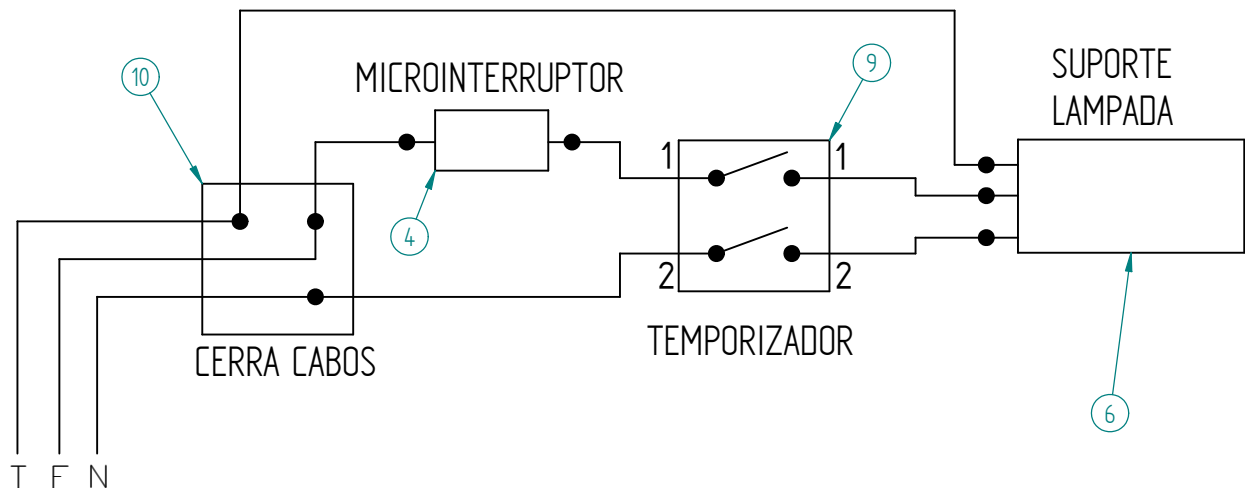 10
MICROINTERRUPTOR
9
SUPORTE
LAMPADA
1
1
4
2
2
CERRA CABOS
TEMPORIZADOR
6
T F N